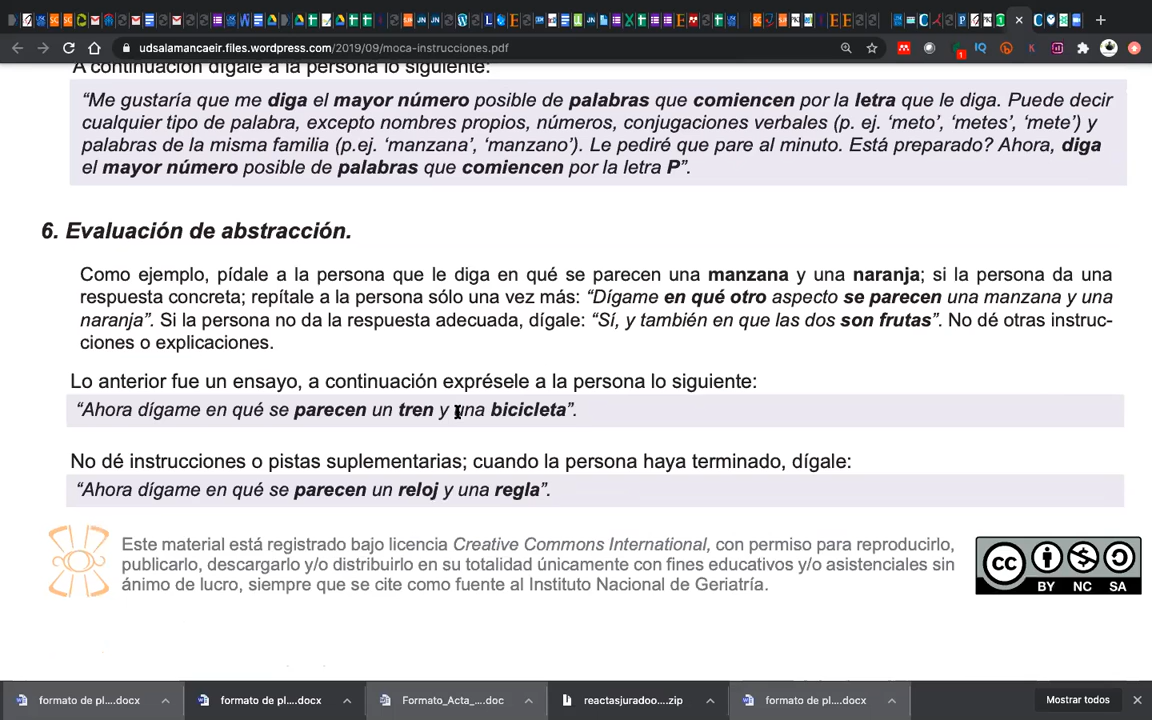 udsalamancaeir.files.wordpress.com/2019/09/moca-instrucciones.pdf
A continuación dígale a la persona lo siguiente:
“Me gustaría que me diga el mayor número posible de palabras que comiencen por la letra que le diga. Puede decir
cualquier tipo de palabra, excepto nombres propios, números, conjugaciones verbales (p. ej. ‘meto’, ‘metes’, ‘mete’) y
palabras de la misma familia (p.ej. ‘manzana’, ‘manzano’). Le pediré que pare al minuto. Está preparado? Ahora, diga
el mayor número posible de palabras que comiencen por la letra P”.
6. Evaluación de abstracción.
Como ejemplo, pídale a la persona que le diga en qué se parecen una manzana y una naranja; si la persona da una
respuesta concreta; repítale a la persona sólo una vez más: “Dígame en qué otro aspecto se parecen una manzana y una
naranja”. Si la persona no da la respuesta adecuada, dígale: “Sí, y también en que las dos son frutas”. No dé otras instruc-
ciones o explicaciones.
Lo anterior fue un ensayo, a continuación exprésele a la persona lo siguiente:
“Ahora dígame en qué se parecen un tren y una bicicleta”.
No dé instrucciones o pistas suplementarias; cuando la persona haya terminado, dígale:
“Ahora dígame en qué se parecen un reloj y una regla”.
Este material está registrado bajo licencia Creative Commons International, con permiso para reproducirlo,
publicarlo, descargarlo y/o distribuirlo en su totalidad únicamente con fines educativos y/o asistenciales sin
ánimo de lucro, siempre que se cite como fuente al Instituto Nacional de Geriatría.
cc
BY NC SA
formato de pl....docx formato de pl....docx Formato_Acta_....doc reactasjuradoo....zip formato de pl....docx Mostrar todos